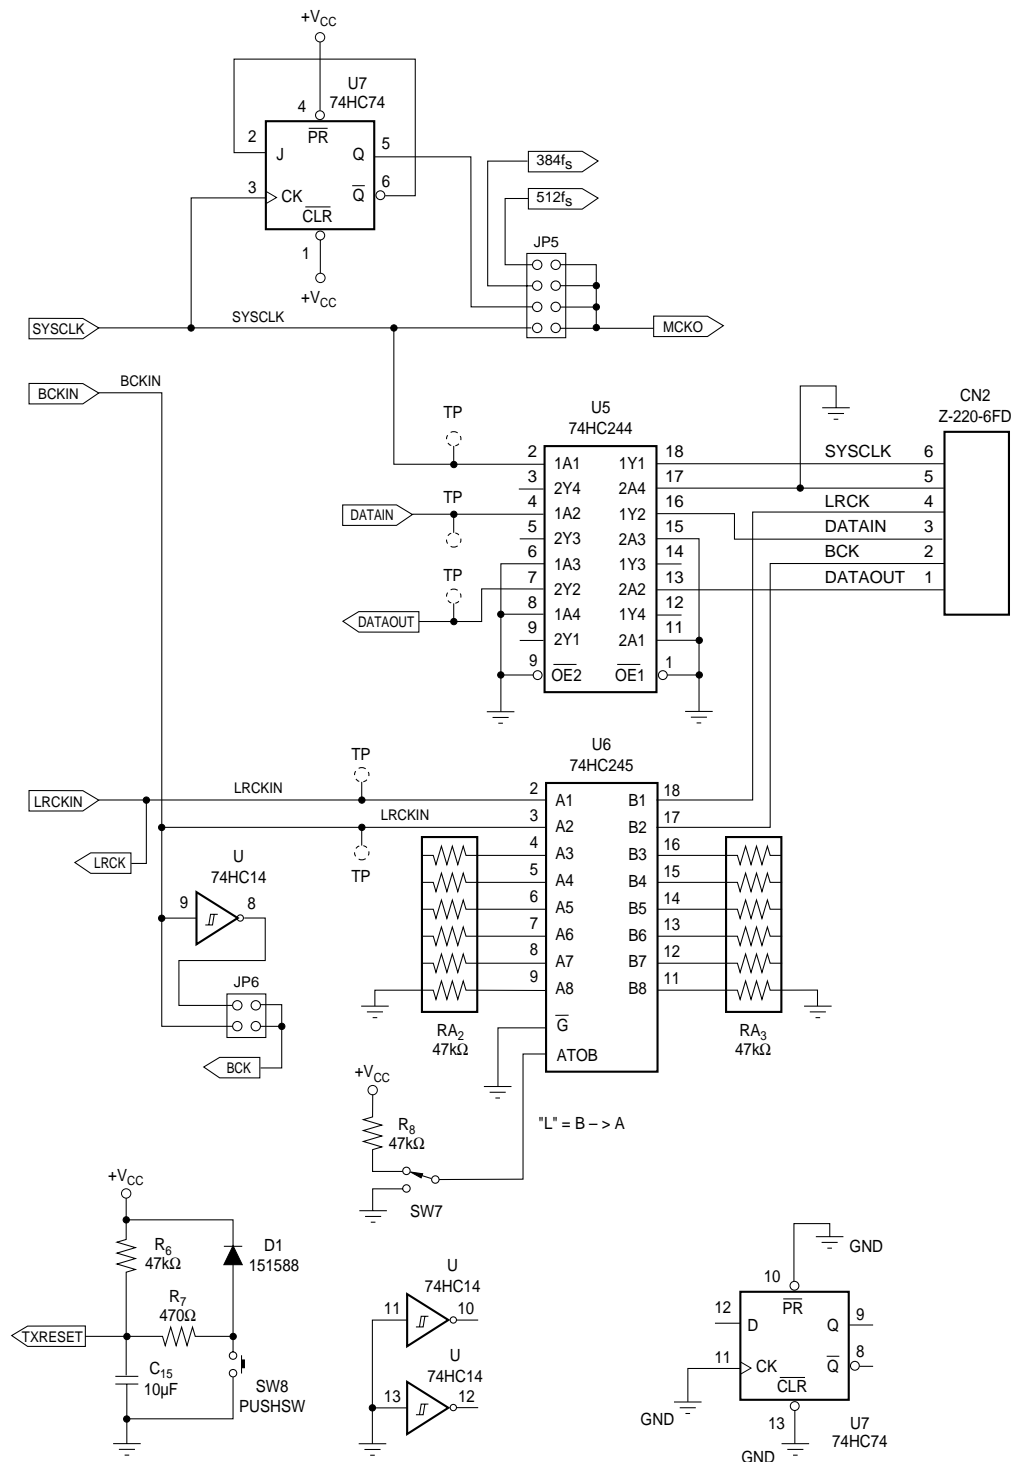 +VCC
U7
74HC74
4
PR
2
J
Q
5
6
3
CK
Q
CLR
1
+VCC
384fS
512fS
JP5
SYSCLK
SYSCLK
MCKO
BCKIN
BCKIN
CN2
Z-220-6FD
TP
U5
74HC244
2
1A1
1Y1
18
SYSCLK
6
3
2Y4
2A4
17
5
TP
DATAIN
4
1A2
1Y2
16
LRCK
4
5
2Y3
2A3
15
DATAIN
3
6
1A3
1Y3
14
BCK
2
TP
7
2Y2
2A2
13
DATAOUT
1
DATAOUT
8
1A4
1Y4
12
9
2Y1
2A1
11
9
OE2
OE1
1
U6
74HC245
TP
LRCKIN
LRCKIN
2
A1
B1
18
LRCKIN
3
A2
B2
17
LRCK
TP
4
A3
B3
16
U
74HC14
5
A4
B4
15
9
8
6
A5
B5
14
7
A6
B6
13
8
A7
B7
12
JP6
9
A8
B8
11
RA2
47kΩ
G
RA3
47kΩ
BCK
ATOB
+VCC
R8
47kΩ
"L" = B – > A
SW7
+VCC
R6
47kΩ
D1
151588
R7
470Ω
TXRESET
C15
10µF
SW8
PUSHSW
U
74HC14
11
10
U
74HC14
13
12
GND
10
PR
12
D
Q
9
11
CK
Q
8
CLR
GND
13
U7
74HC74
GND